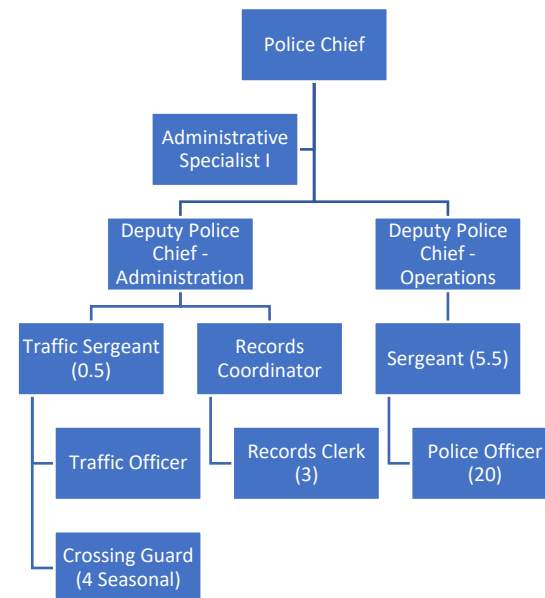 Police Chief
Administrative
Specialist I
Deputy Police
Chief -
Administration
Deputy Police
Chief -
Operations
Traffic Sergeant
(0.5)
Records
Coordinator
Sergeant (5.5)
Traffic Officer
Records Clerk
(3)
Police Officer
(20)
Crossing Guard
(4 Seasonal)